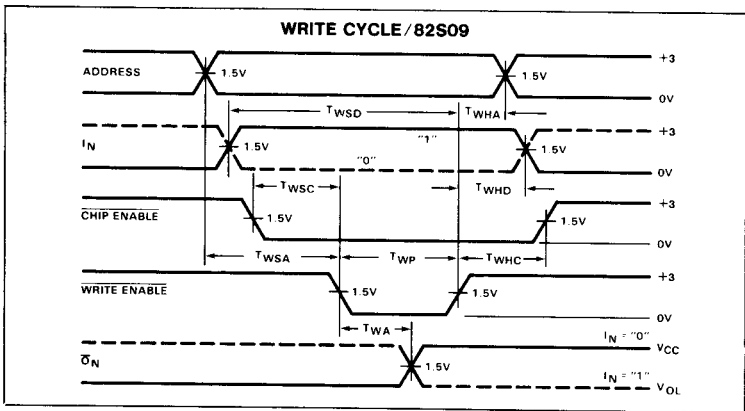 WRITE CYCLE/82S09
ADDRESS
1.5V
1.5V
+3
0V
TWSD
TWHA
IN
1.5V
"1"
"0"
1.5V
+3
0V
TWSC
TWHD
CHIP ENABLE
1.5V
1.5V
+3
0V
TWSA
TWP
TWHC
WRITE ENABLE
1.5V
1.5V
+3
0V
TWA
ŌN
1.5V
IN = "0"
VCC
IN = "1"
VOL